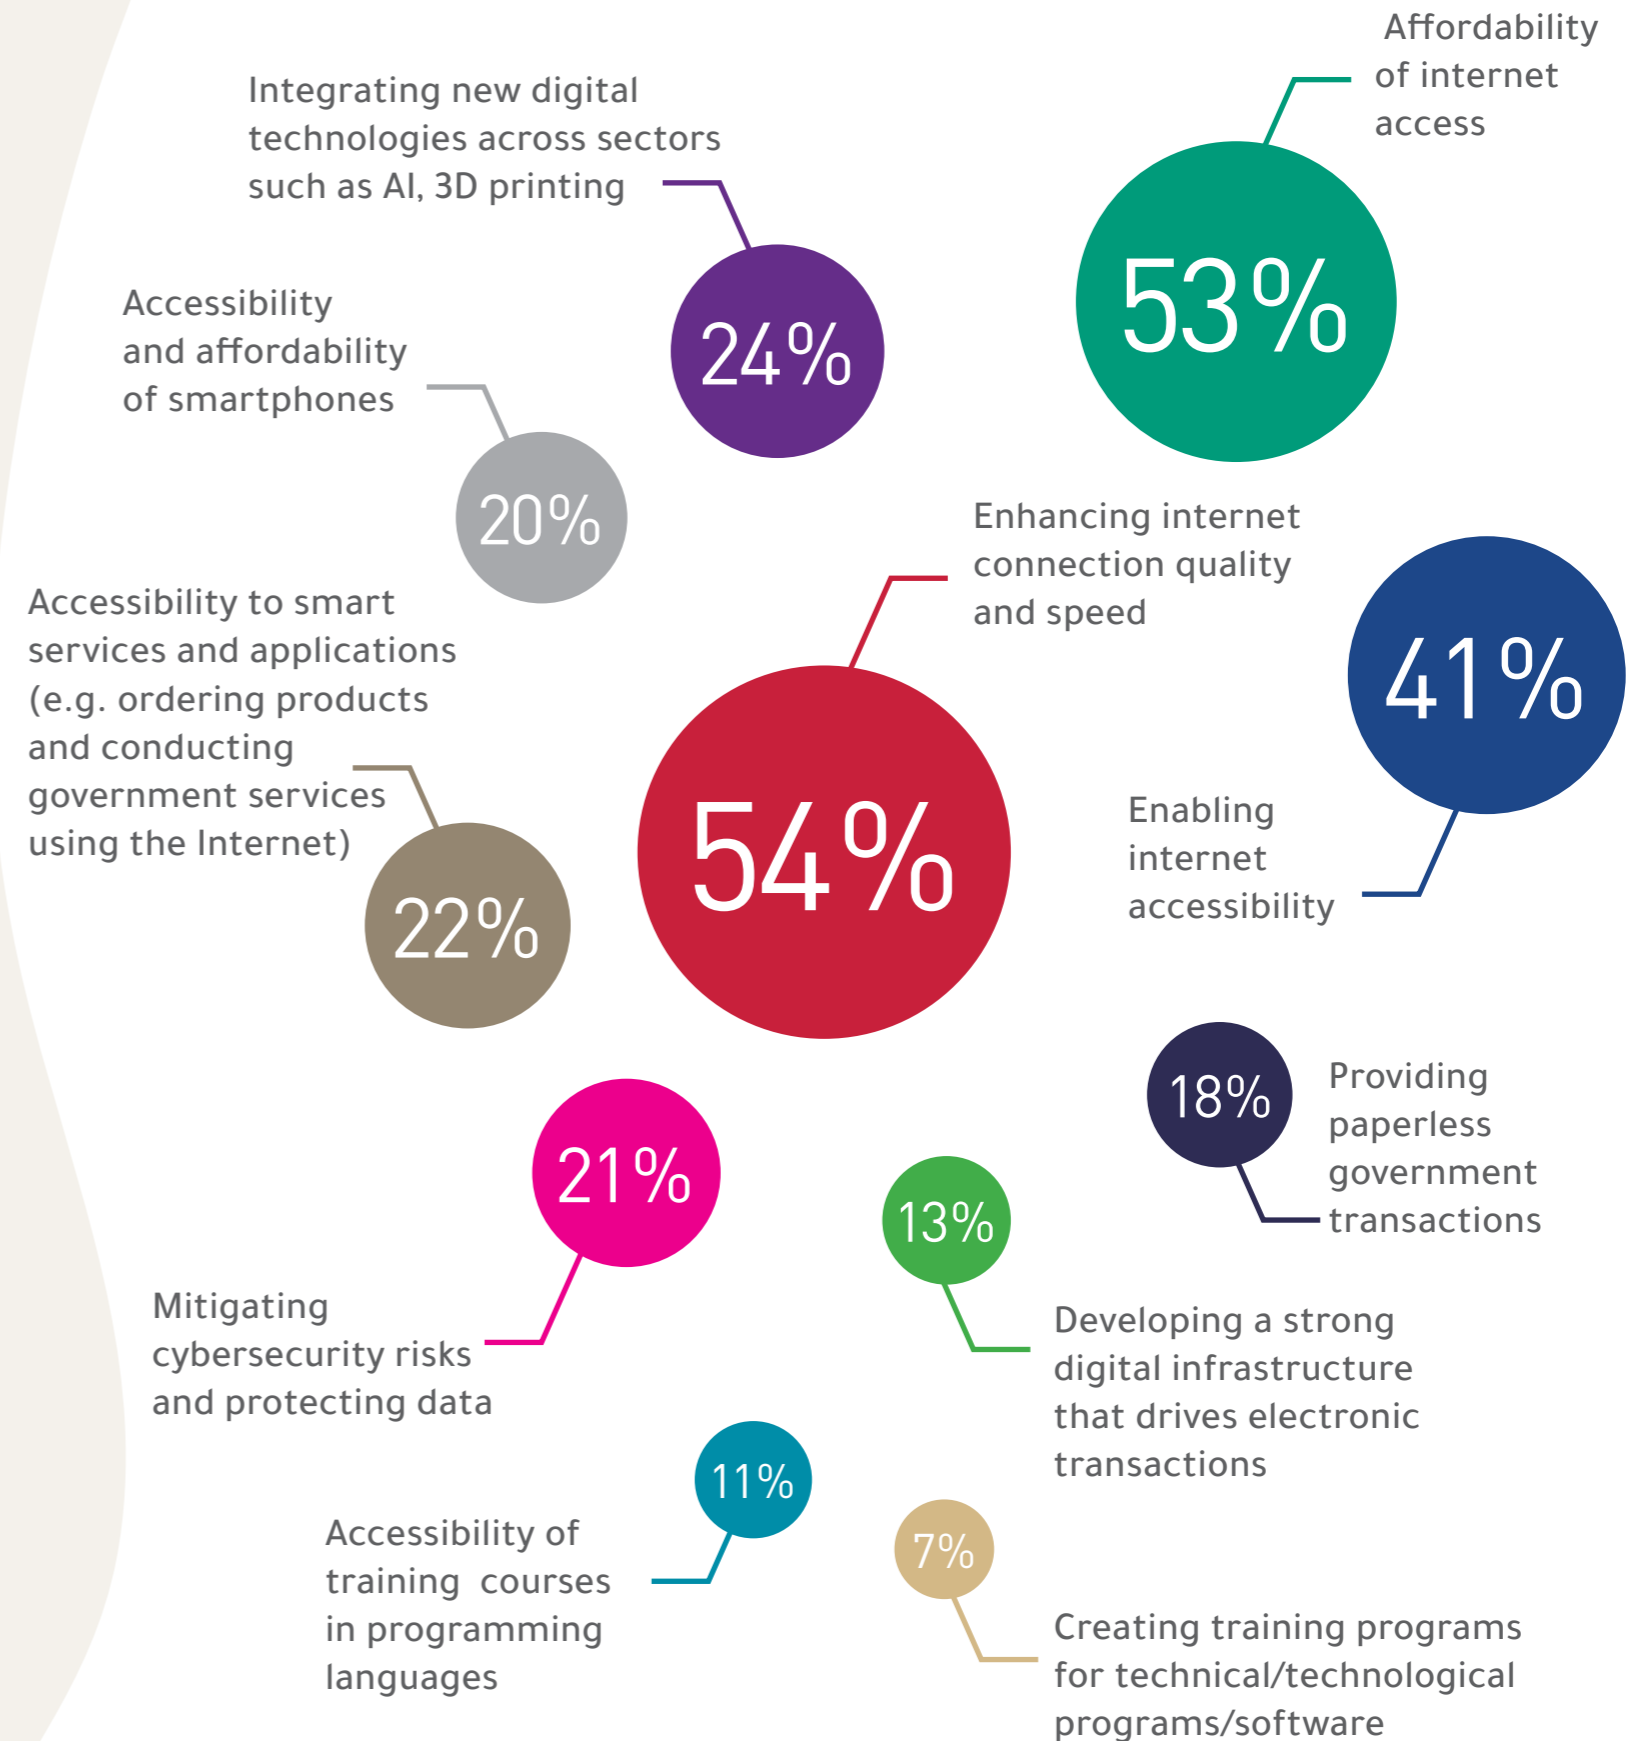 Affordability
of internet
access
53%
Integrating new digital
technologies across sectors
such as AI, 3D printing
24%
Accessibility
and affordability
of smartphones
20%
Enhancing internet
connection quality
and speed
54%
41%
Enabling
internet
accessibility
Accessibility to smart
services and applications
(e.g. ordering products
and conducting
government services
using the Internet)
22%
18%
Providing
paperless
government
transactions
21%
Mitigating
cybersecurity risks
and protecting data
13%
Developing a strong
digital infrastructure
that drives electronic
transactions
11%
Accessibility of
training courses
in programming
languages
7%
Creating training programs
for technical/technological
programs/software